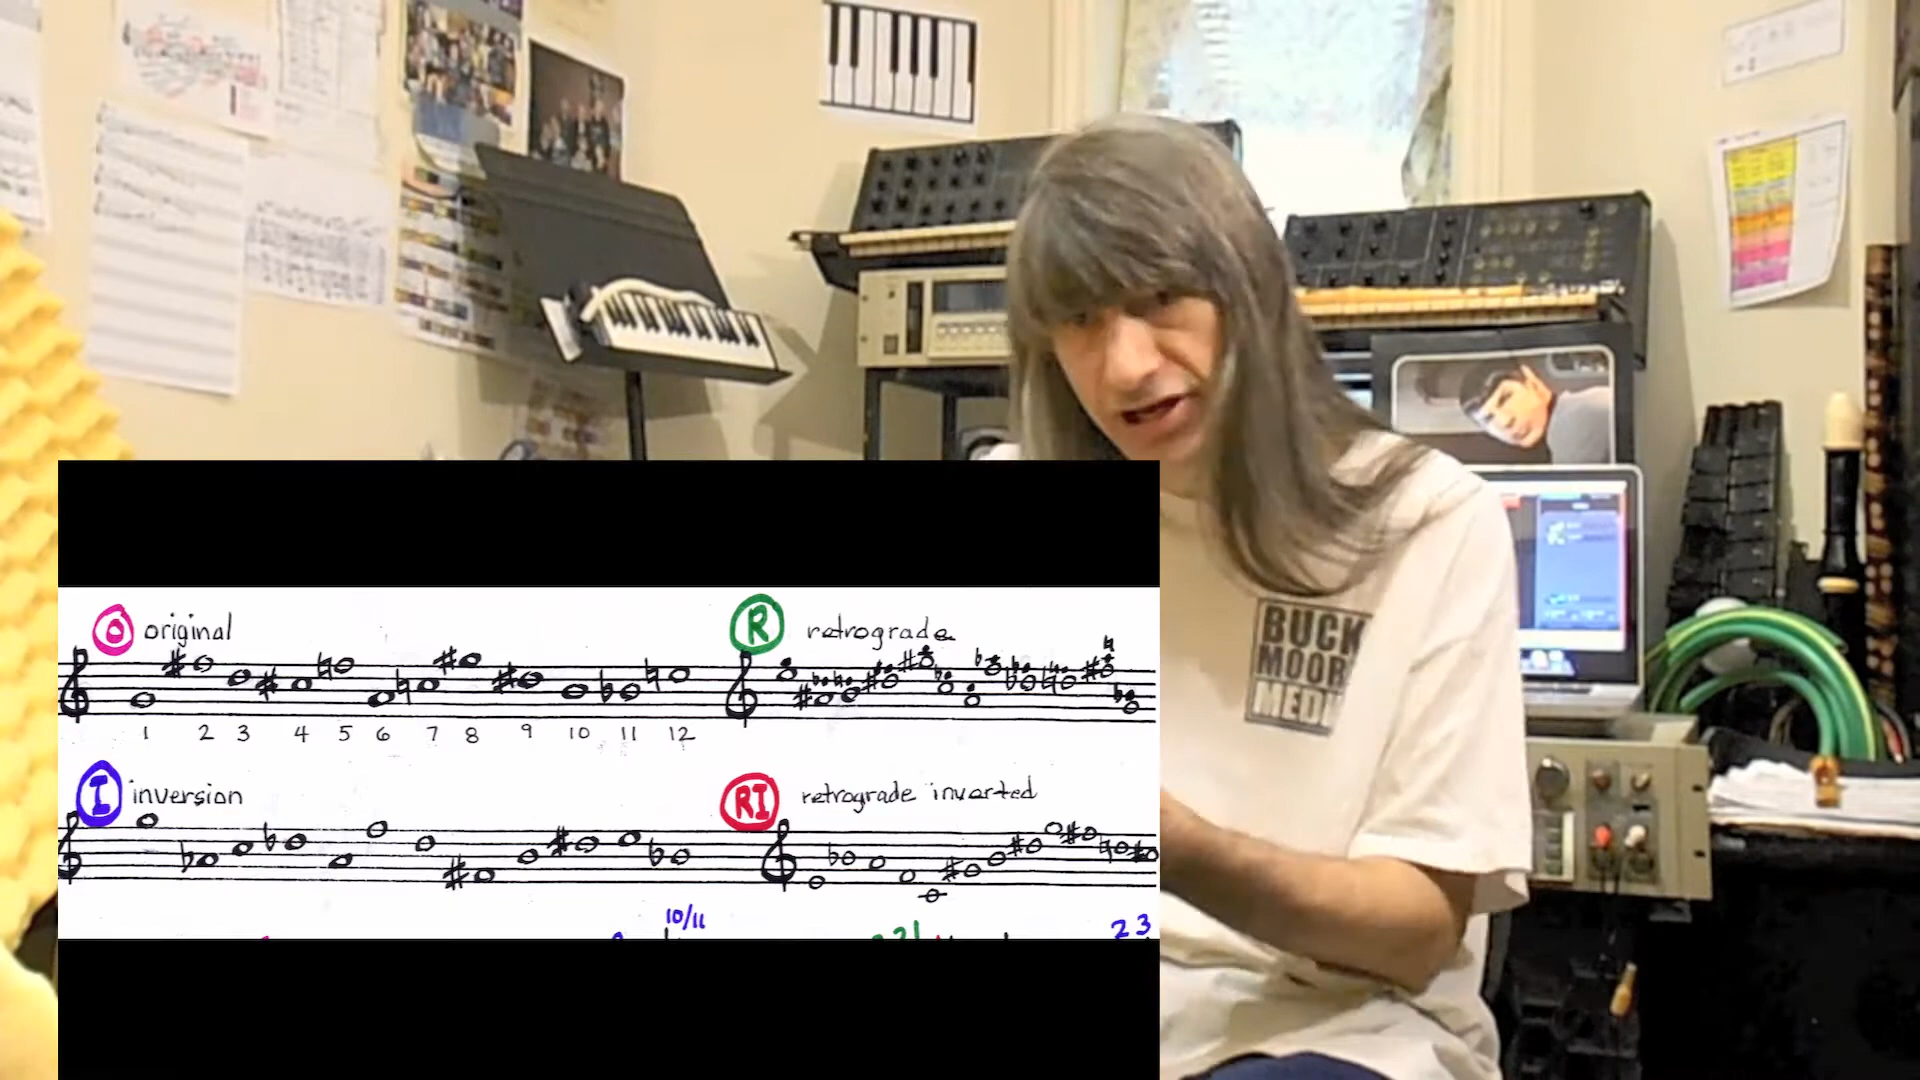 O original
R retrograde
1 2 3 4 5 6 7 8 9 10 11 12
I inversion
RI retrograde inverted
10/11
21
2 3
BUCK
MOOR
MEDI